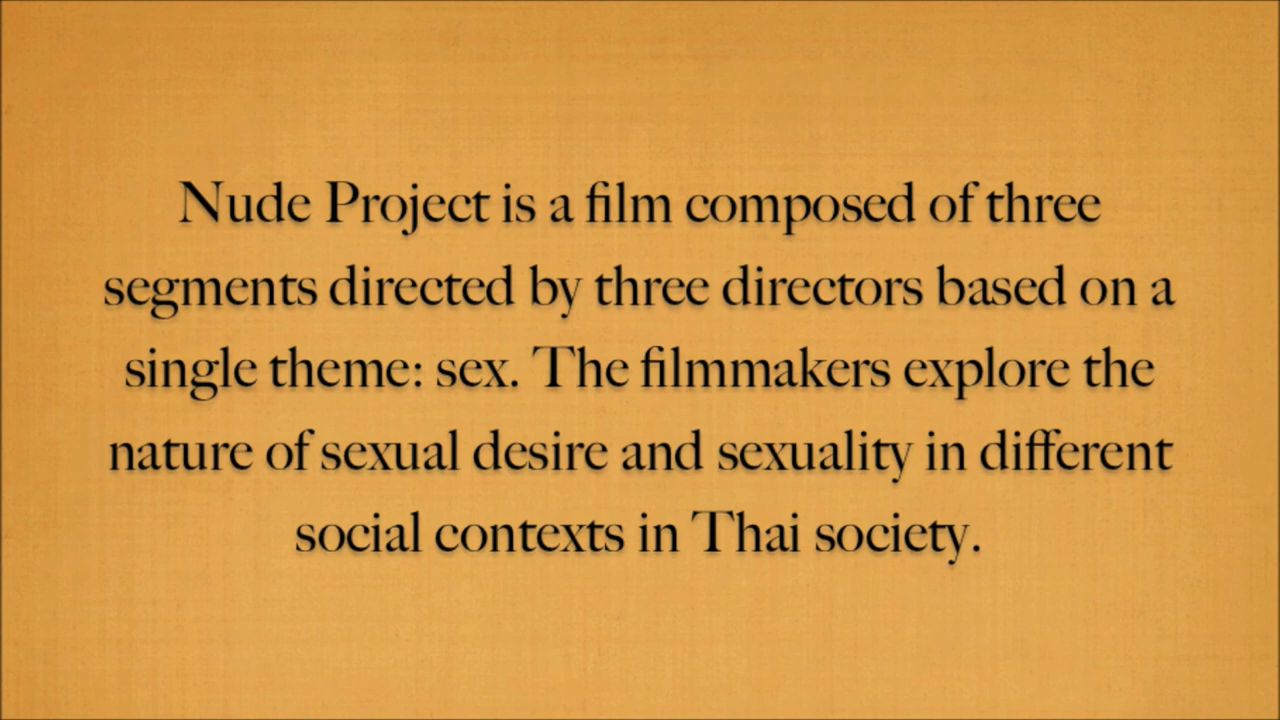 Nude Project is a film composed of three
segments directed by three directors based on a
single theme: sex. The filmmakers explore the
nature of sexual desire and sexuality in different
social contexts in Thai society.